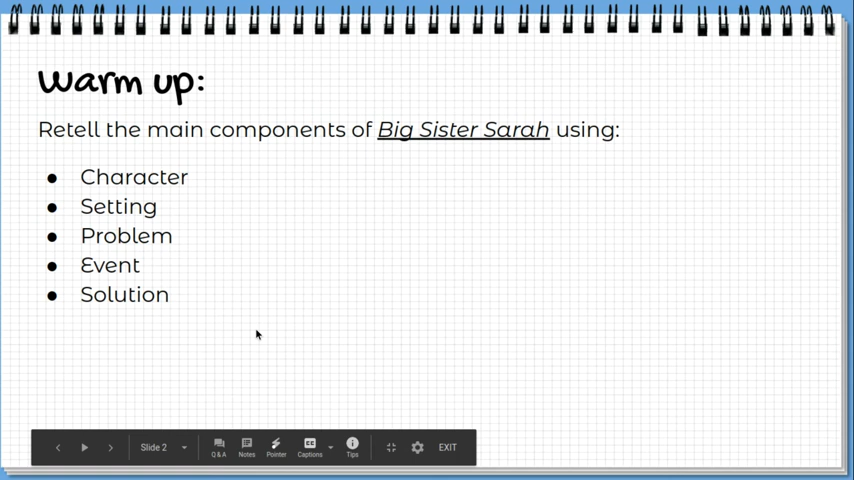 Warm up:
Retell the main components of Big Sister Sarah using:
● Character
● Setting
● Problem
● Event
● Solution
Slide 2
Q & A
Notes
Pointer
CC
Captions
Tips
EXIT